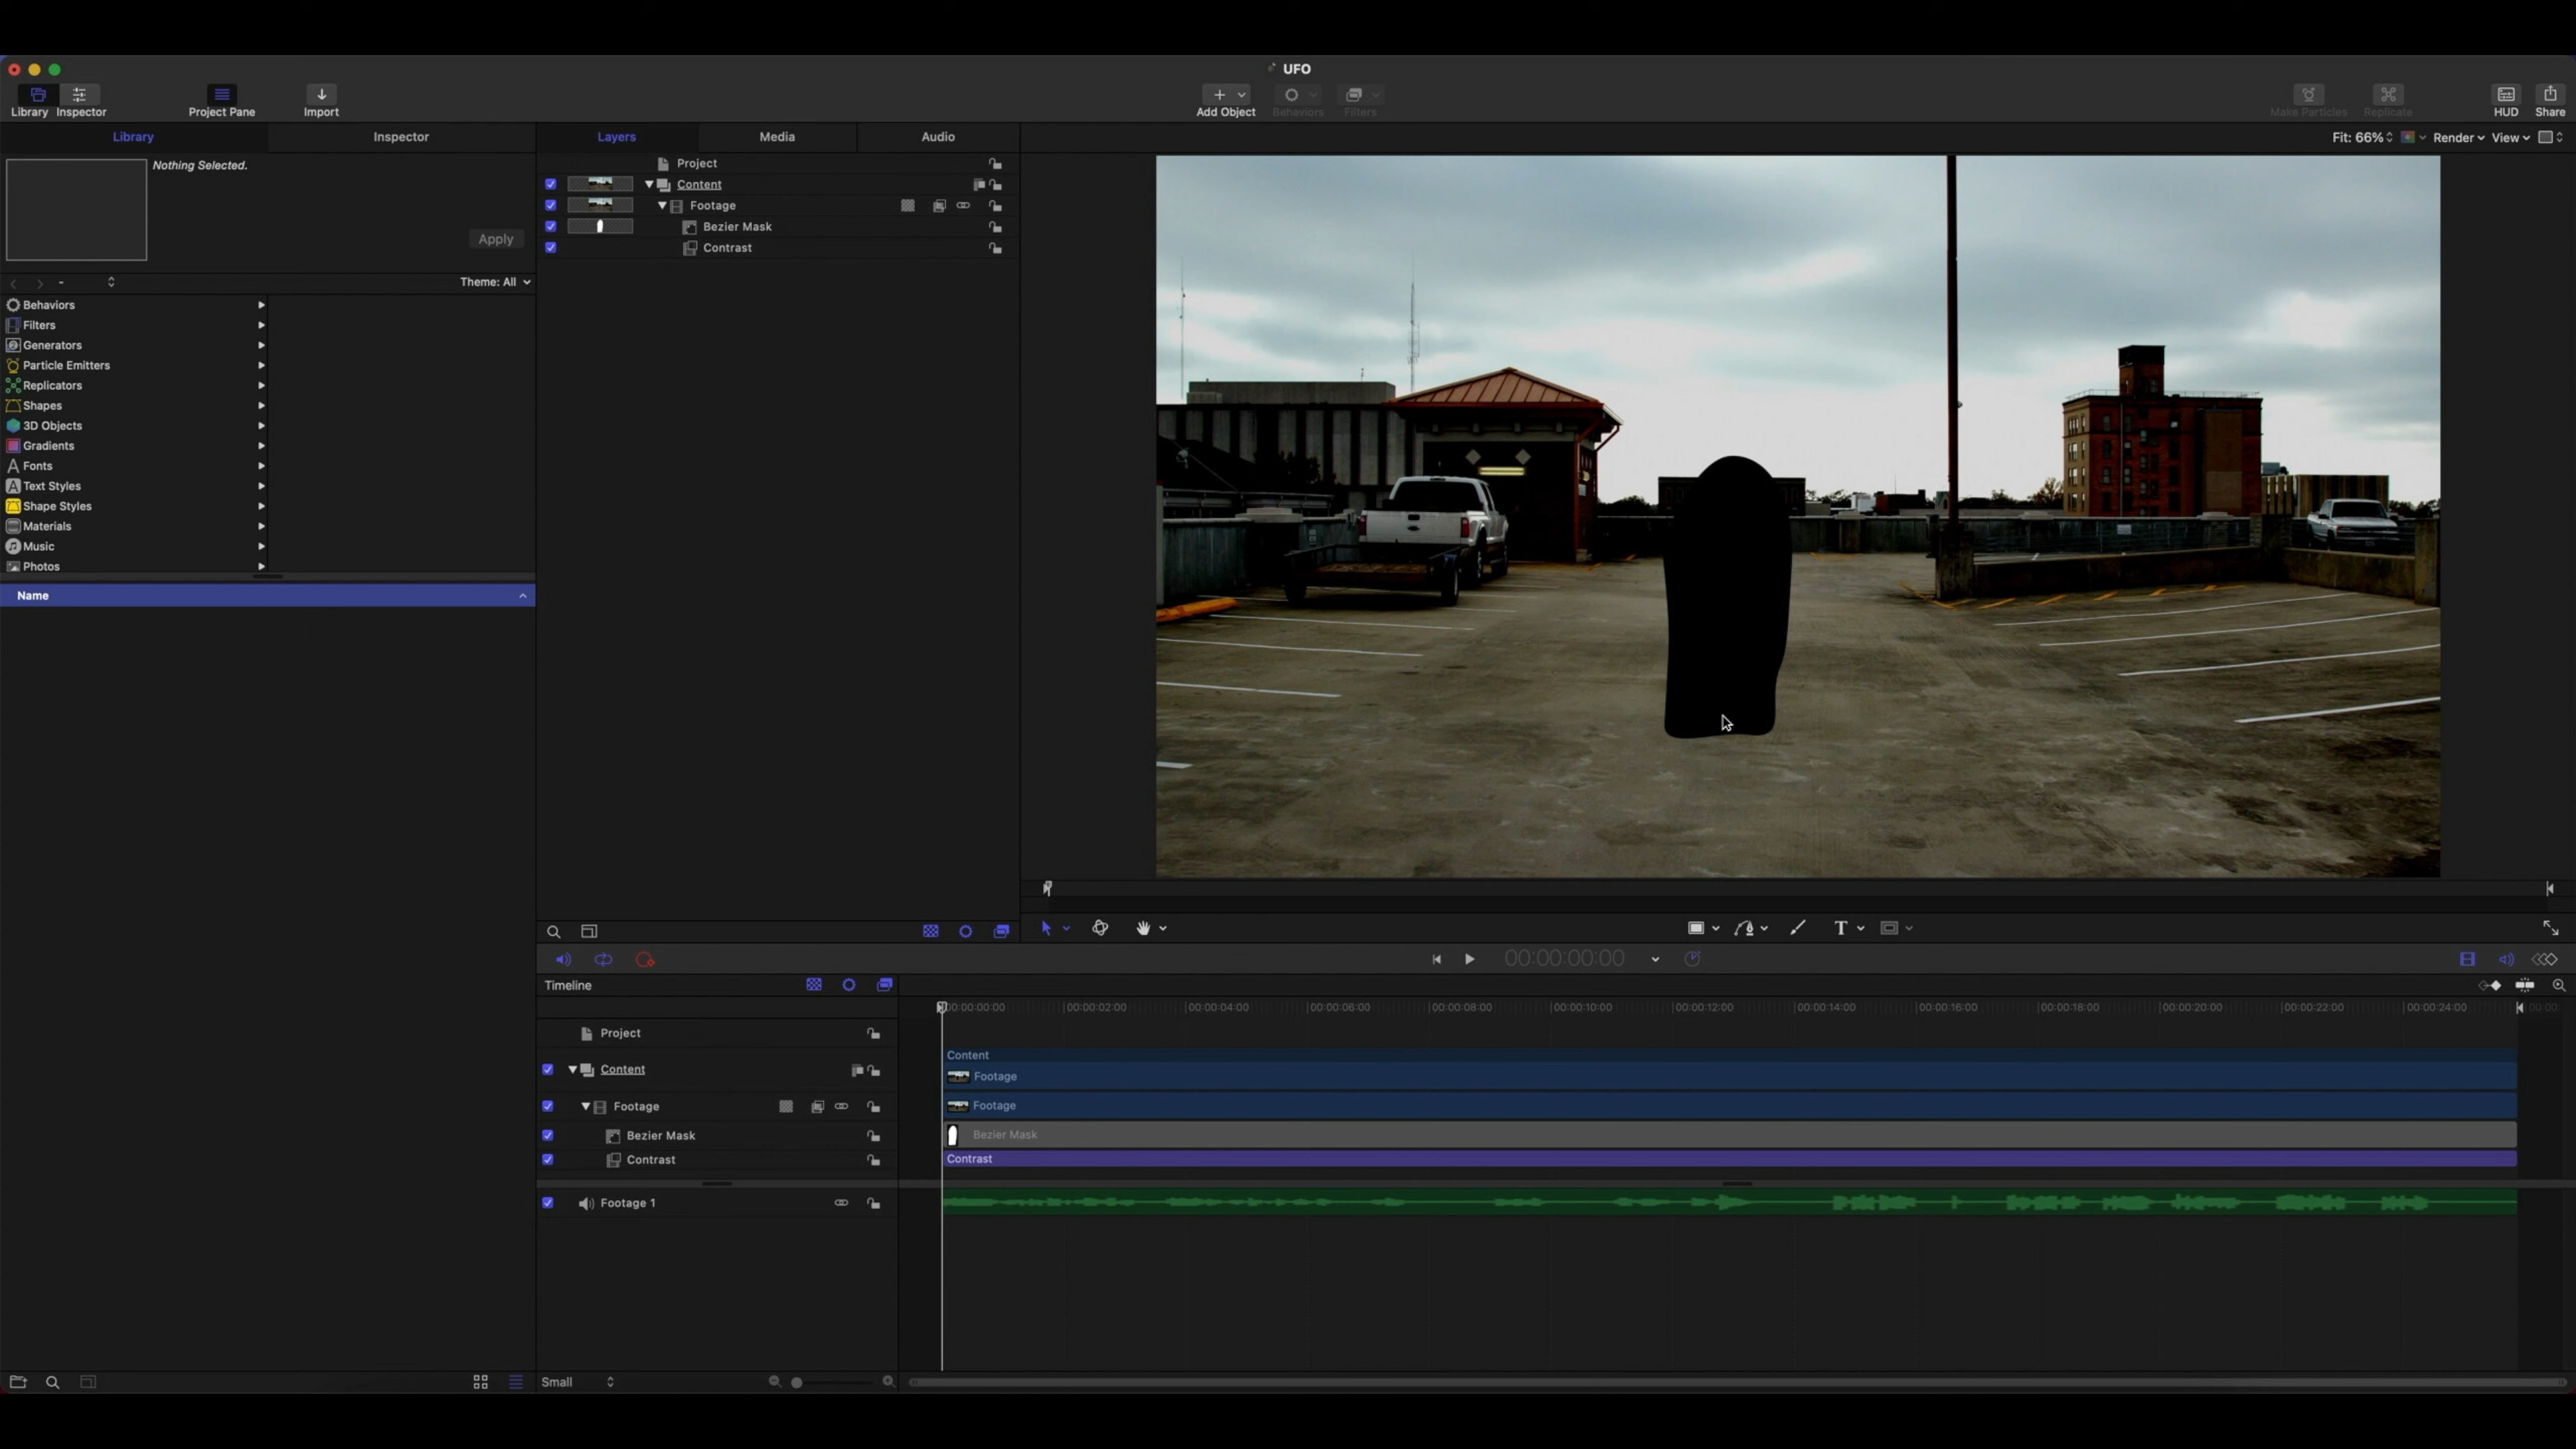 UFO
Library
Inspector
Project Pane
Import
Add Object
Behaviors
Filters
Make Particles
Replicate
HUD
Share
Library
Inspector
Layers
Media
Audio
Fit: 66%
Render
View
Nothing Selected.
Apply
Project
Content
Footage
Bezier Mask
Contrast
Theme: All
Behaviors
Filters
Generators
Particle Emitters
Replicators
Shapes
3D Objects
Gradients
Fonts
Text Styles
Shape Styles
Materials
Music
Photos
Name
00:00:00:00
Timeline
00:00:00:00
00:00:02:00
00:00:04:00
00:00:06:00
00:00:08:00
00:00:10:00
00:00:12:00
00:00:14:00
00:00:16:00
00:00:18:00
00:00:20:00
00:00:22:00
00:00:24:00
Project
Content
Content
Footage
Footage
Footage
Bezier Mask
Bezier Mask
Contrast
Contrast
Footage 1
Small